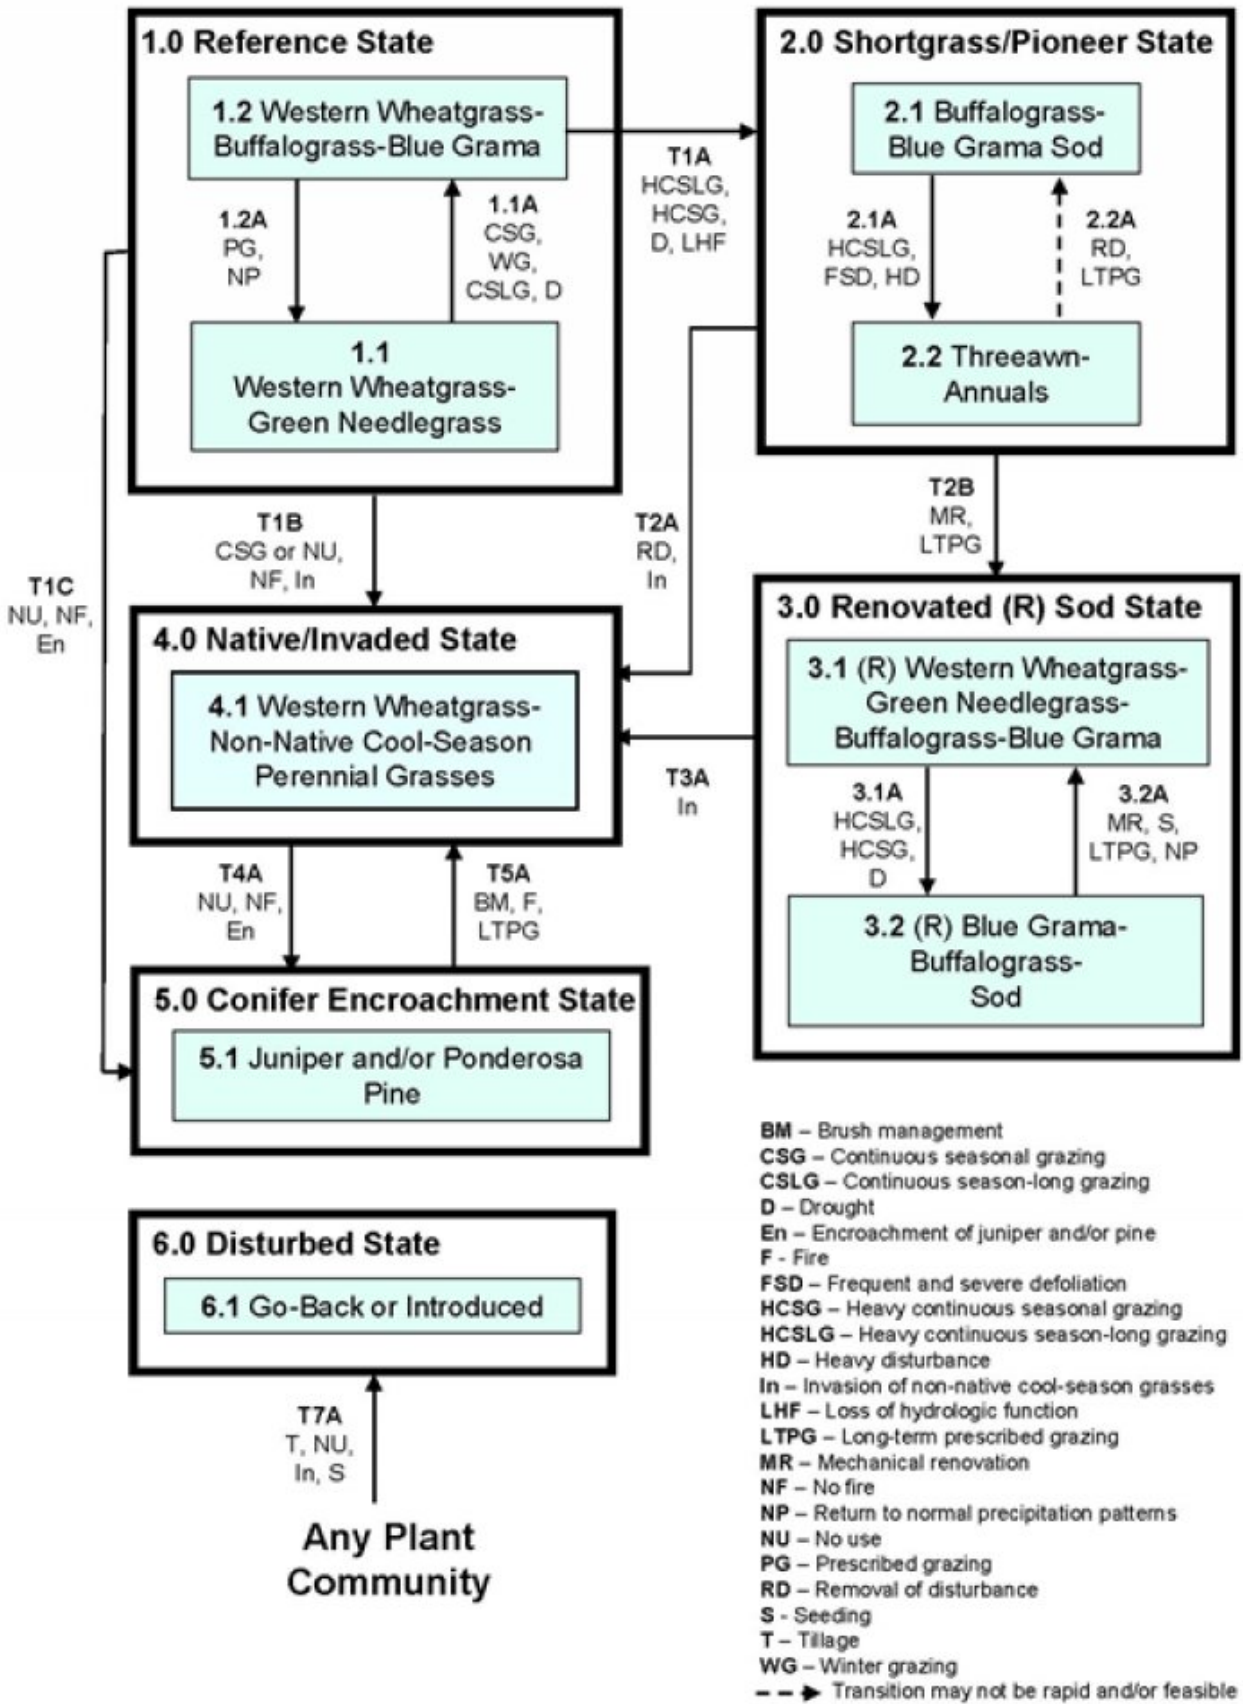 1.0 Reference State
1.2 Western Wheatgrass-
Buffalograss-Blue Grama
1.2A
PG,
NP
1.1A
CSG,
WG,
CSLG, D
1.1
Western Wheatgrass-
Green Needlegrass
T1A
HCSLG,
HCSG,
D, LHF
2.0 Shortgrass/Pioneer State
2.1 Buffalograss-
Blue Grama Sod
2.1A
HCSLG,
FSD, HD
2.2A
RD,
LTPG
2.2 Threeawn-
Annuals
T1B
CSG or NU,
NF, In
T2A
RD,
In
T2B
MR,
LTPG
T1C
NU, NF,
En
4.0 Native/Invaded State
4.1 Western Wheatgrass-
Non-Native Cool-Season
Perennial Grasses
T3A
In
3.0 Renovated (R) Sod State
3.1 (R) Western Wheatgrass-
Green Needlegrass-
Buffalograss-Blue Grama
3.1A
HCSLG,
HCSG,
D
3.2A
MR, S,
LTPG, NP
3.2 (R) Blue Grama-
Buffalograss-
Sod
T4A
NU, NF,
En
T5A
BM, F,
LTPG
5.0 Conifer Encroachment State
5.1 Juniper and/or Ponderosa
Pine
6.0 Disturbed State
6.1 Go-Back or Introduced
T7A
T, NU,
In, S
Any Plant
Community
BM – Brush management
CSG – Continuous seasonal grazing
CSLG – Continuous season-long grazing
D – Drought
En – Encroachment of juniper and/or pine
F - Fire
FSD – Frequent and severe defoliation
HCSG – Heavy continuous seasonal grazing
HCSLG – Heavy continuous season-long grazing
HD – Heavy disturbance
In – Invasion of non-native cool-season grasses
LHF – Loss of hydrologic function
LTPG – Long-term prescribed grazing
MR – Mechanical renovation
NF – No fire
NP – Return to normal precipitation patterns
NU – No use
PG – Prescribed grazing
RD – Removal of disturbance
S - Seeding
T – Tillage
WG – Winter grazing
Transition may not be rapid and/or feasible